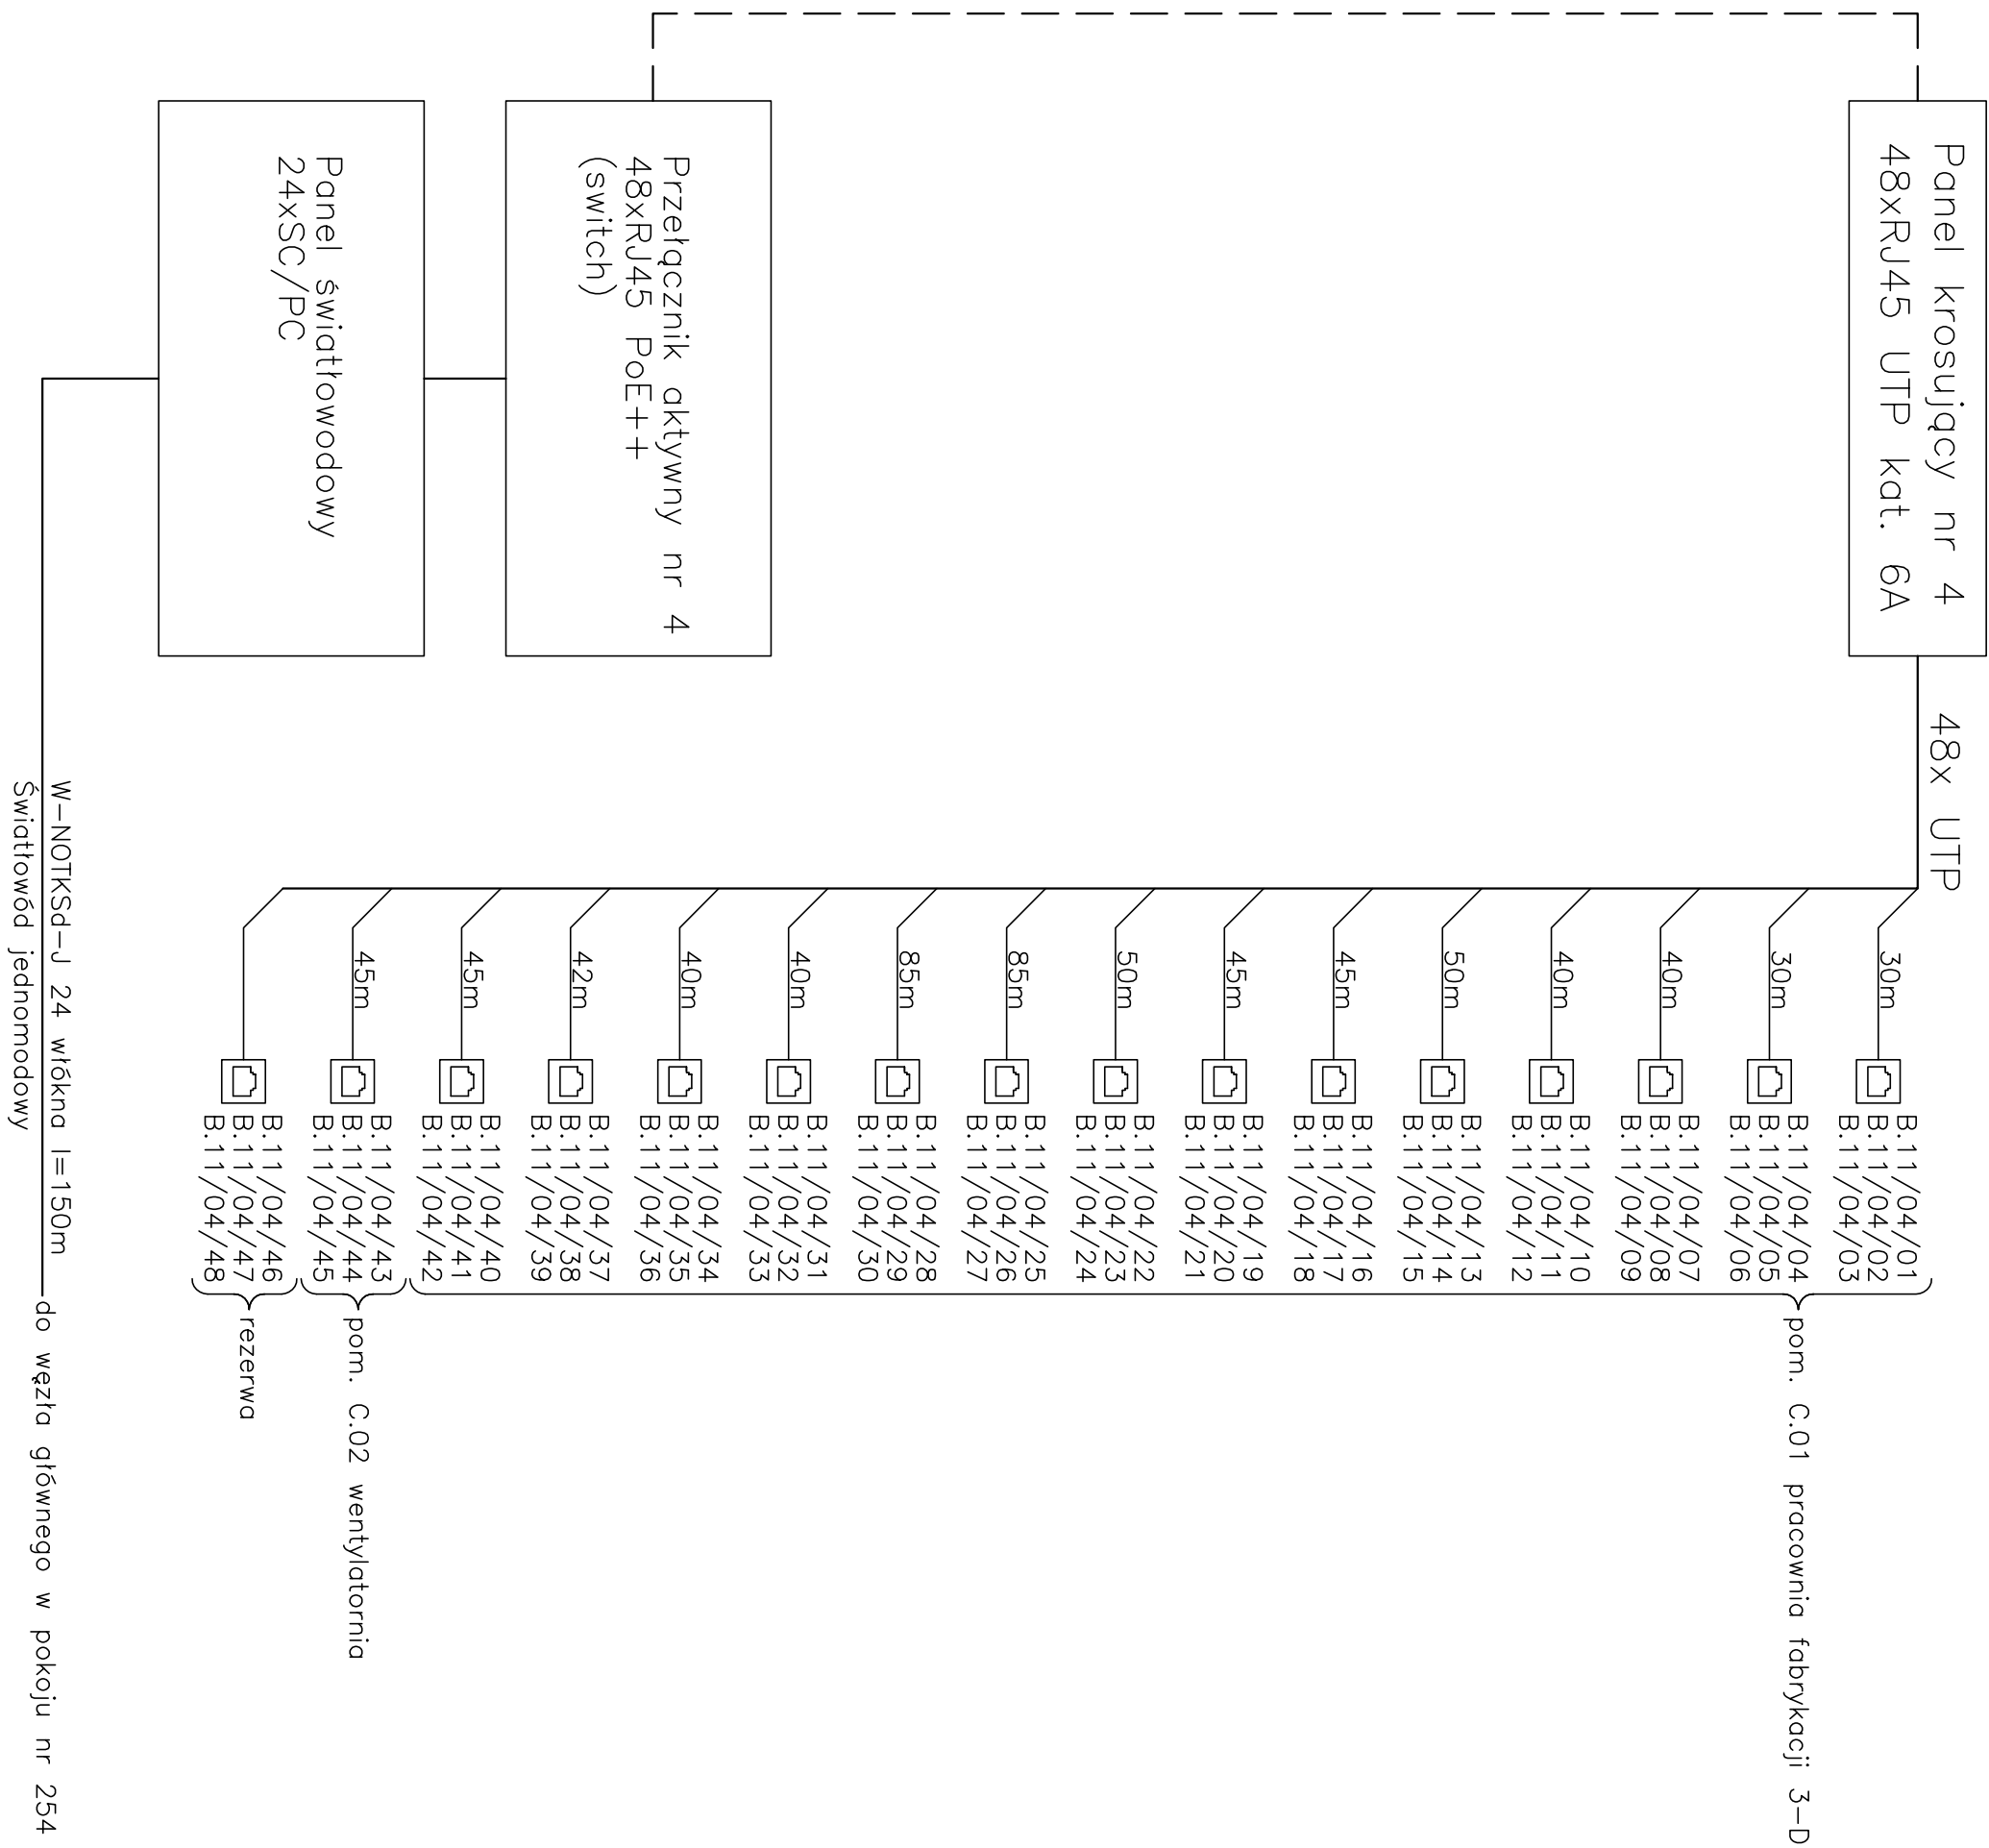 Panel krosujący nr 4
48xRJ45 UTP kat. 6A
48x UTP
30m
B.11/04/01
B.11/04/02
B.11/04/03
30m
B.11/04/04
B.11/04/05
B.11/04/06
40m
B.11/04/07
B.11/04/08
B.11/04/09
40m
B.11/04/10
B.11/04/11
B.11/04/12
50m
B.11/04/13
B.11/04/14
B.11/04/15
45m
B.11/04/16
B.11/04/17
B.11/04/18
45m
B.11/04/19
B.11/04/20
B.11/04/21
50m
B.11/04/22
B.11/04/23
B.11/04/24
85m
B.11/04/25
B.11/04/26
B.11/04/27
85m
B.11/04/28
B.11/04/29
B.11/04/30
40m
B.11/04/31
B.11/04/32
B.11/04/33
40m
B.11/04/34
B.11/04/35
B.11/04/36
42m
B.11/04/37
B.11/04/38
B.11/04/39
45m
B.11/04/40
B.11/04/41
B.11/04/42
pom. C.01 pracownia fabrykacji 3-D
45m
B.11/04/43
B.11/04/44
B.11/04/45
pom. C.02 wentylatornia
B.11/04/46
B.11/04/47
B.11/04/48
rezerwa
Przełącznik aktywny nr 4
48xRJ45 PoE++
(switch)
Panel światłowodowy
24xSC/PC
W-NOTKSd-J 24 włókna l=150m
Światłowód jednomodowy
do węzła głównego w pokoju nr 254